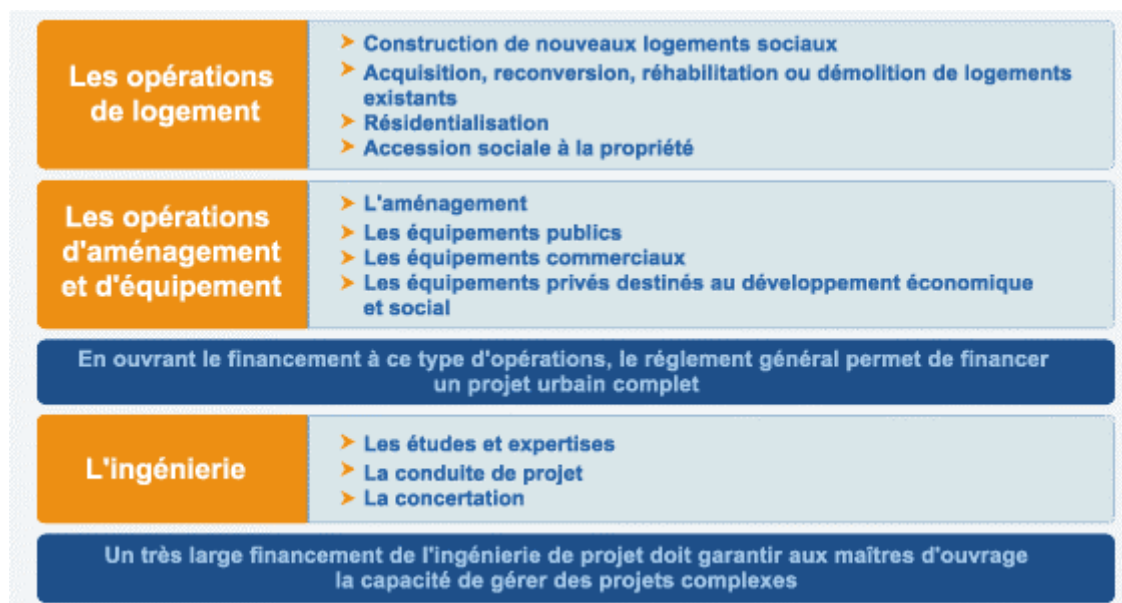 Les opérations
de logement
Construction de nouveaux logements sociaux
Acquisition, reconversion, réhabilitation ou démolition de logements
existants
Résidentialisation
Accession sociale à la propriété
Les opérations
d'aménagement
et d'équipement
L'aménagement
Les équipements publics
Les équipements commerciaux
Les équipements privés destinés au développement économique
et social
En ouvrant le financement à ce type d'opérations, le réglement général permet de financer
un projet urbain complet
L'ingénierie
Les études et expertises
La conduite de projet
La concertation
Un très large financement de l'ingénierie de projet doit garantir aux maîtres d'ouvrage
la capacité de gérer des projets complexes